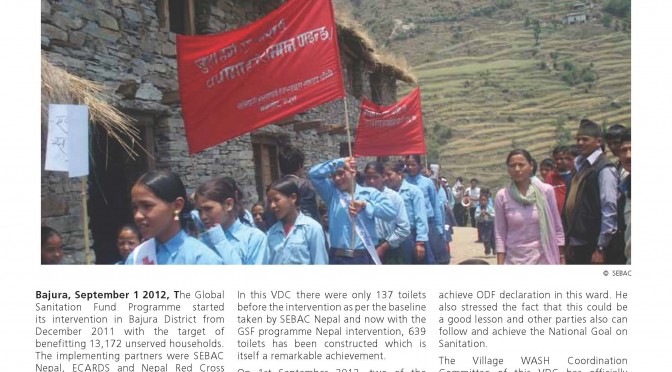 © SEBAC
Bajura, September 1 2012, The Global
Sanitation Fund Programme started
its intervention in Bajura District from
December 2011 with the target of
benefitting 13,172 unserved households.
The implementing partners were SEBAC
Nepal, ECARDS and Nepal Red Cross
In this VDC there were only 137 toilets
before the intervention as per the baseline
taken by SEBAC Nepal and now with the
GSF programme Nepal intervention, 639
toilets has been constructed which is
itself a remarkable achievement.
On 1st September 2012, two of the
achieve ODF declaration in this ward. He
also stressed the fact that this could be
a good lesson and other parties also can
follow and achieve the National Goal on
Sanitation.
The Village WASH Coordination
Committee of this VDC has officially